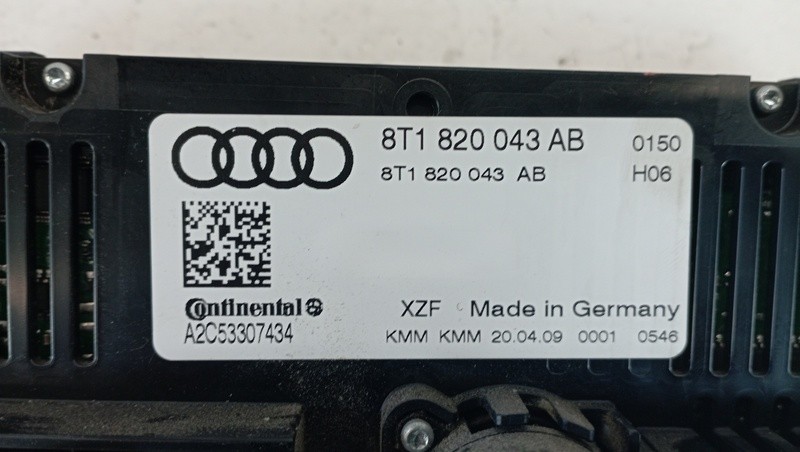 8T1 820 043 AB 0150
8T1 820 043 AB H06
Continental
A2C53307434
XZF Made in Germany
KMM KMM 20.04.09 0001 0546